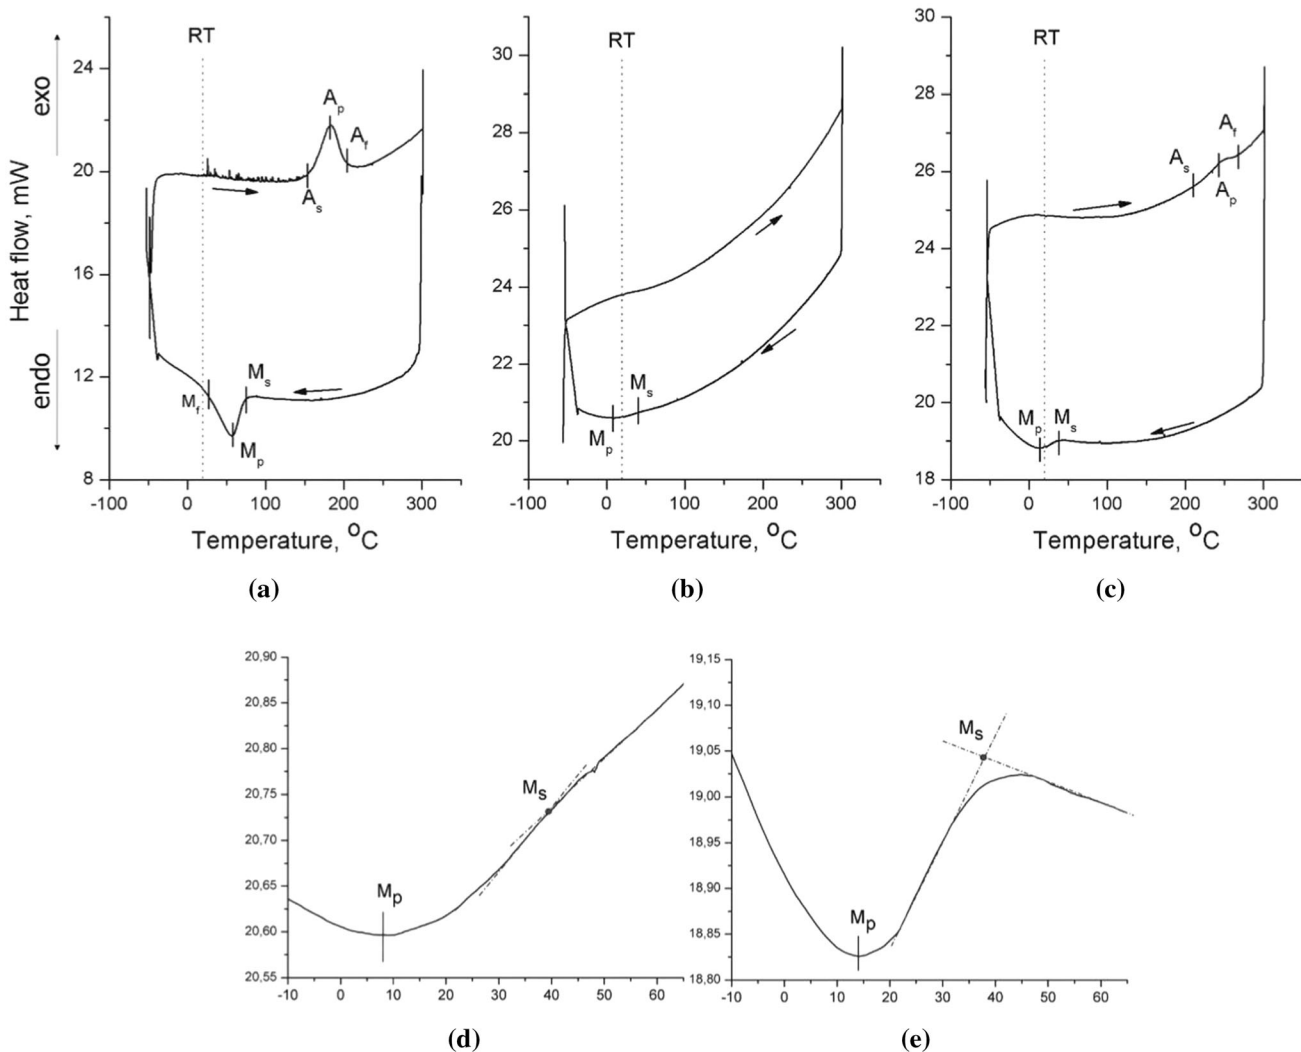 exo
endo
Heat flow, mW
RT
A_p
A_f
A_s
M_s
M_f
M_p
24
20
16
12
8
-100
0
100
200
300
Temperature, °C
(a)
RT
M_s
M_p
30
28
26
24
22
20
-100
0
100
200
300
Temperature, °C
(b)
RT
A_f
A_s
A_p
M_p
M_s
30
28
26
24
22
20
18
-100
0
100
200
300
Temperature, °C
(c)
20,90
20,85
20,80
20,75
20,70
20,65
20,60
20,55
M_s
M_p
-10
0
10
20
30
40
50
60
(d)
19,15
19,10
19,05
19,00
18,95
18,90
18,85
18,80
M_s
M_p
-10
0
10
20
30
40
50
60
(e)